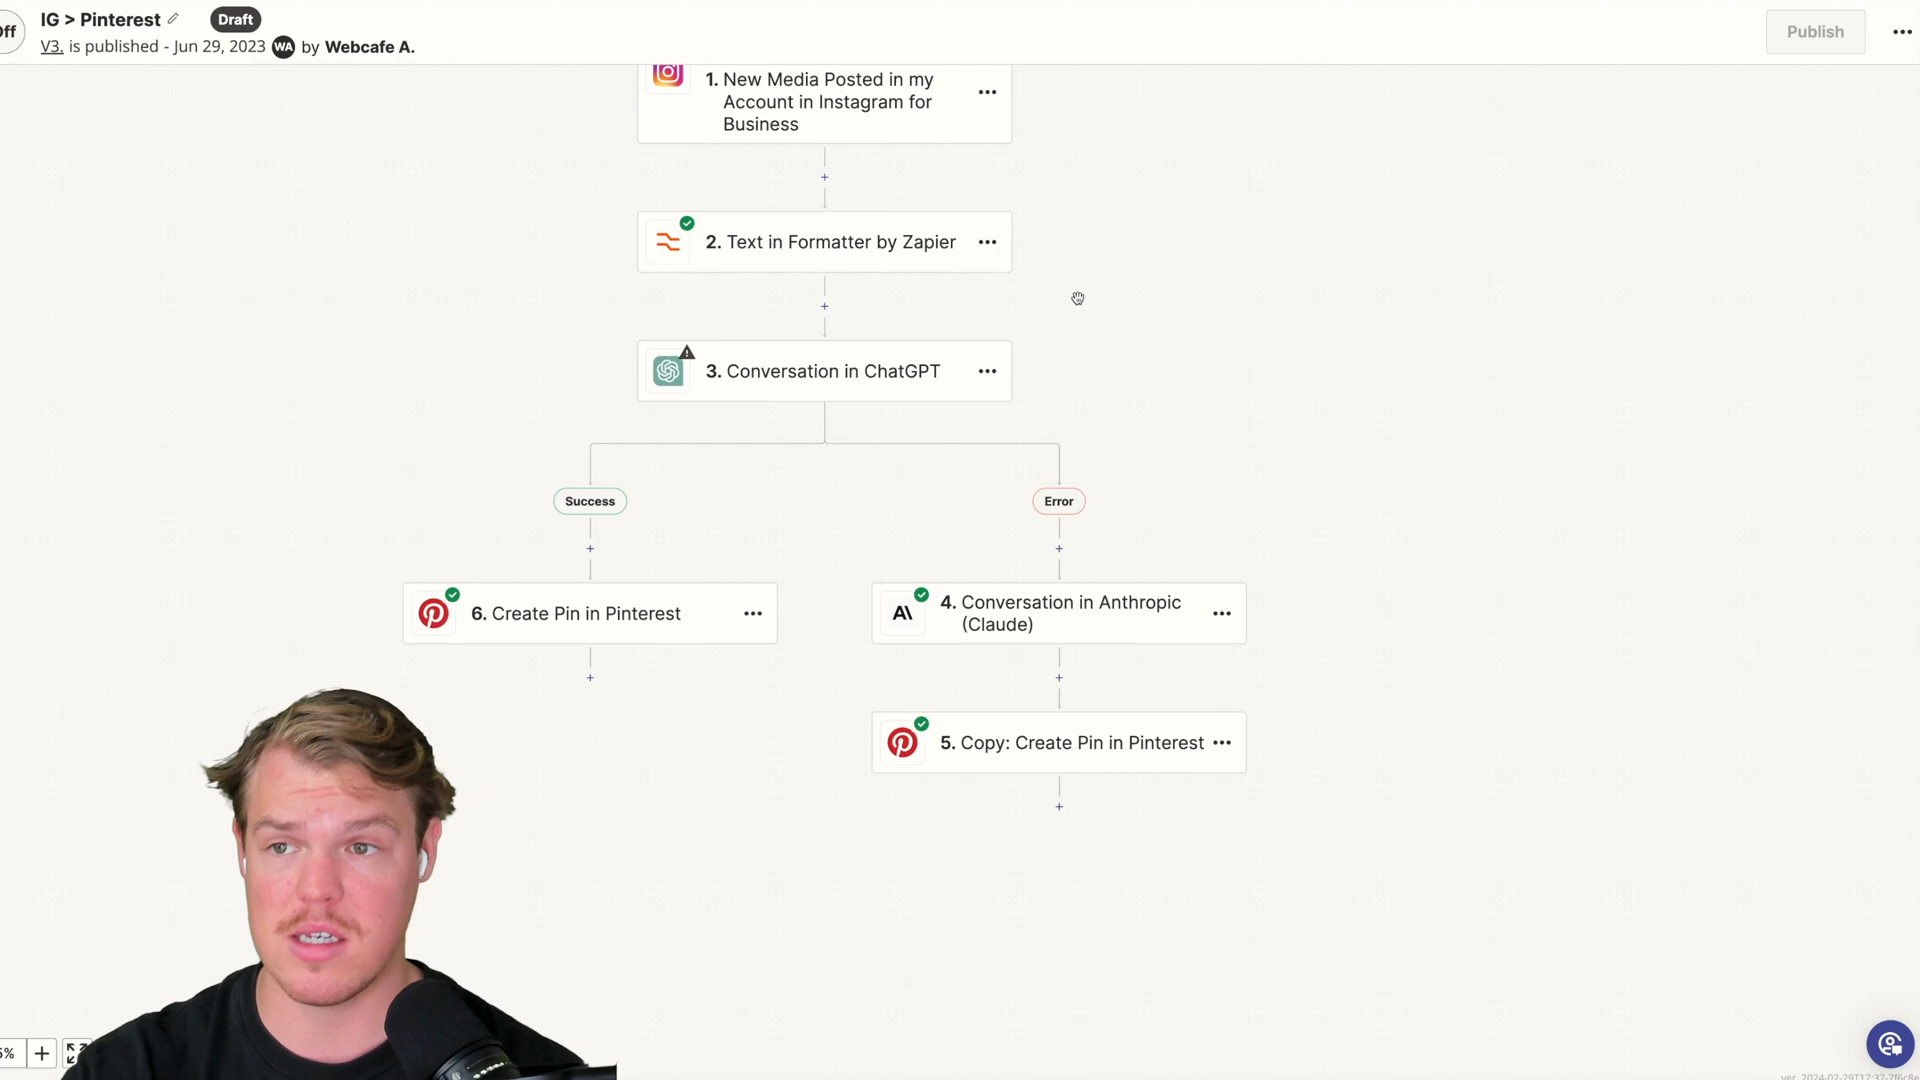 Off
IG > Pinterest
Draft
V3. is published - Jun 29, 2023 WA by Webcafe A.
Publish
1. New Media Posted in my
Account in Instagram for
Business
2. Text in Formatter by Zapier
3. Conversation in ChatGPT
Success
Error
6. Create Pin in Pinterest
4. Conversation in Anthropic
(Claude)
5. Copy: Create Pin in Pinterest
5%